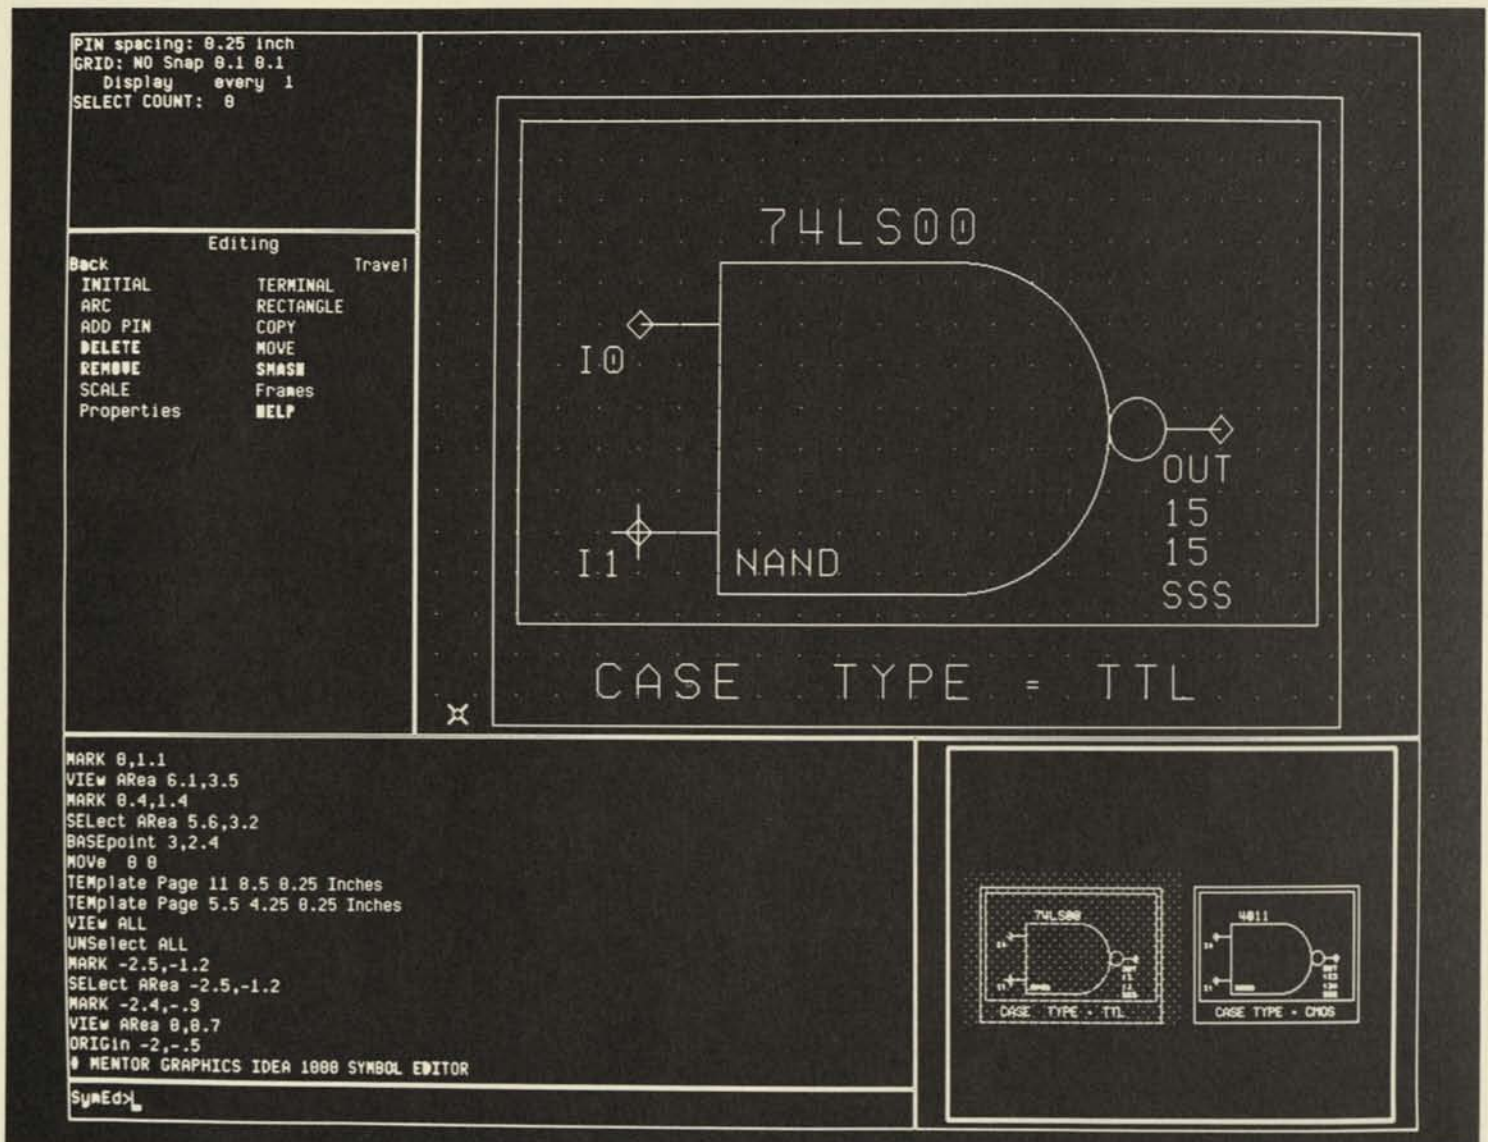 PIN spacing: 0.25 inch
GRID: NO Snap 0.1 0.1
Display every 1
SELECT COUNT: 0
Editing
Back Travel
INITIAL TERMINAL
ARC RECTANGLE
ADD PIN COPY
DELETE MOVE
REMOVE SMASH
SCALE Frames
Properties HELP
74LS00
I0
I1
NAND
OUT
15
15
SSS
CASE TYPE = TTL
MARK 0,1.1
VIEw ARea 6.1,3.5
MARK 0.4,1.4
SELect ARea 5.6,3.2
BASEpoint 3,2.4
MOVe 0 0
TEMplate Page 11 8.5 0.25 Inches
TEMplate Page 5.5 4.25 0.25 Inches
VIEw ALL
UNSelect ALL
MARK -2.5,-1.2
SELect ARea -2.5,-1.2
MARK -2.4,-.9
VIEw ARea 0,0.7
ORIGin -2,-.5
# MENTOR GRAPHICS IDEA 1000 SYMBOL EDITOR
SymEd>
74LS00
CASE TYPE = TTL
4011
CASE TYPE = CMOS